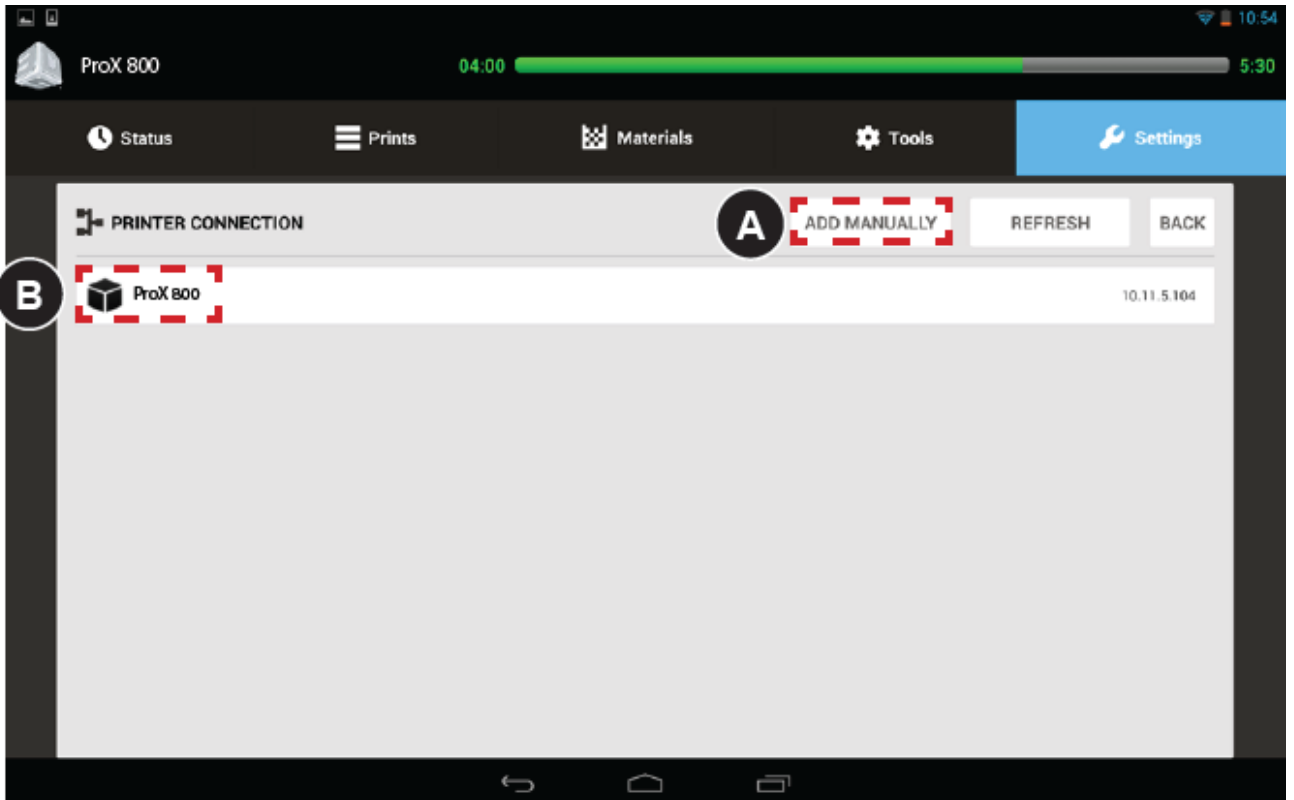 10:54
ProX 800 04:00 5:30
Status Prints Materials Tools Settings
PRINTER CONNECTION A ADD MANUALLY REFRESH BACK
B ProX 800 10.11.5.104